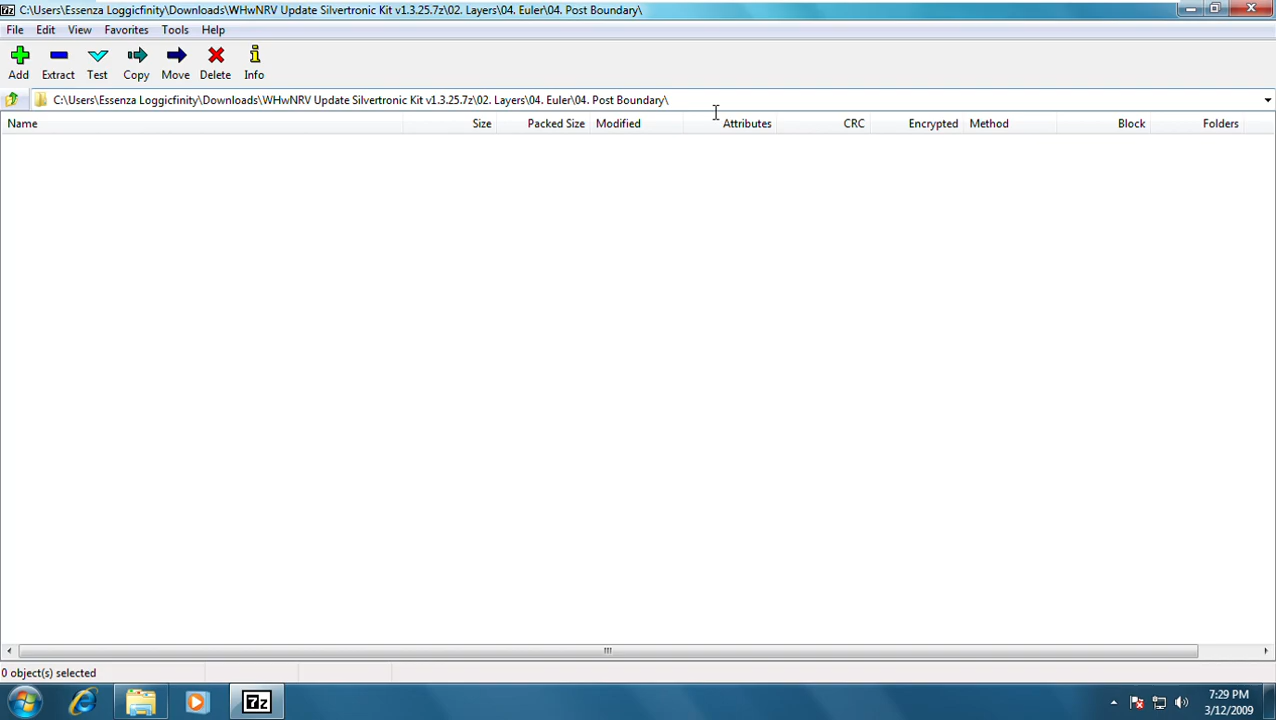 C:\Users\Essenza Loggicfinity\Downloads\WHwNRV Update Silvertronic Kit v1.3.25.7z\02. Layers\04. Euler\04. Post Boundary\
File Edit View Favorites Tools Help
Add Extract Test Copy Move Delete Info
C:\Users\Essenza Loggicfinity\Downloads\WHwNRV Update Silvertronic Kit v1.3.25.7z\02. Layers\04. Euler\04. Post Boundary\
Name Size Packed Size Modified Attributes CRC Encrypted Method Block Folders
0 object(s) selected
7z 7:29 PM
3/12/2009